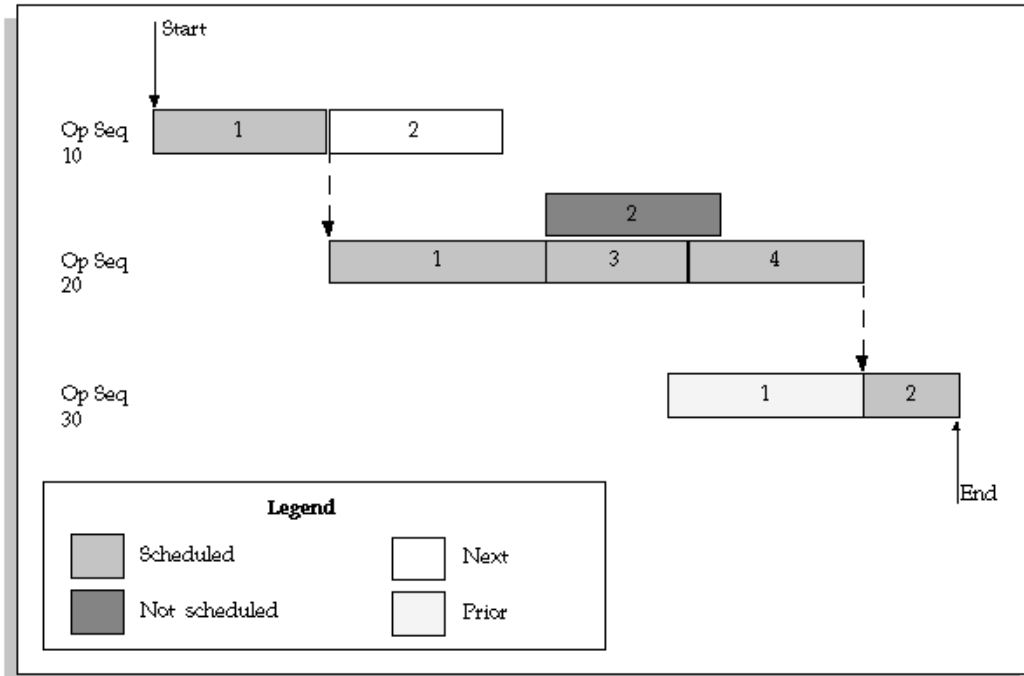 Start
Op Seq
10
1
2
2
Op Seq
20
1
3
4
Op Seq
30
1
2
End
Legend
Scheduled
Next
Not scheduled
Prior